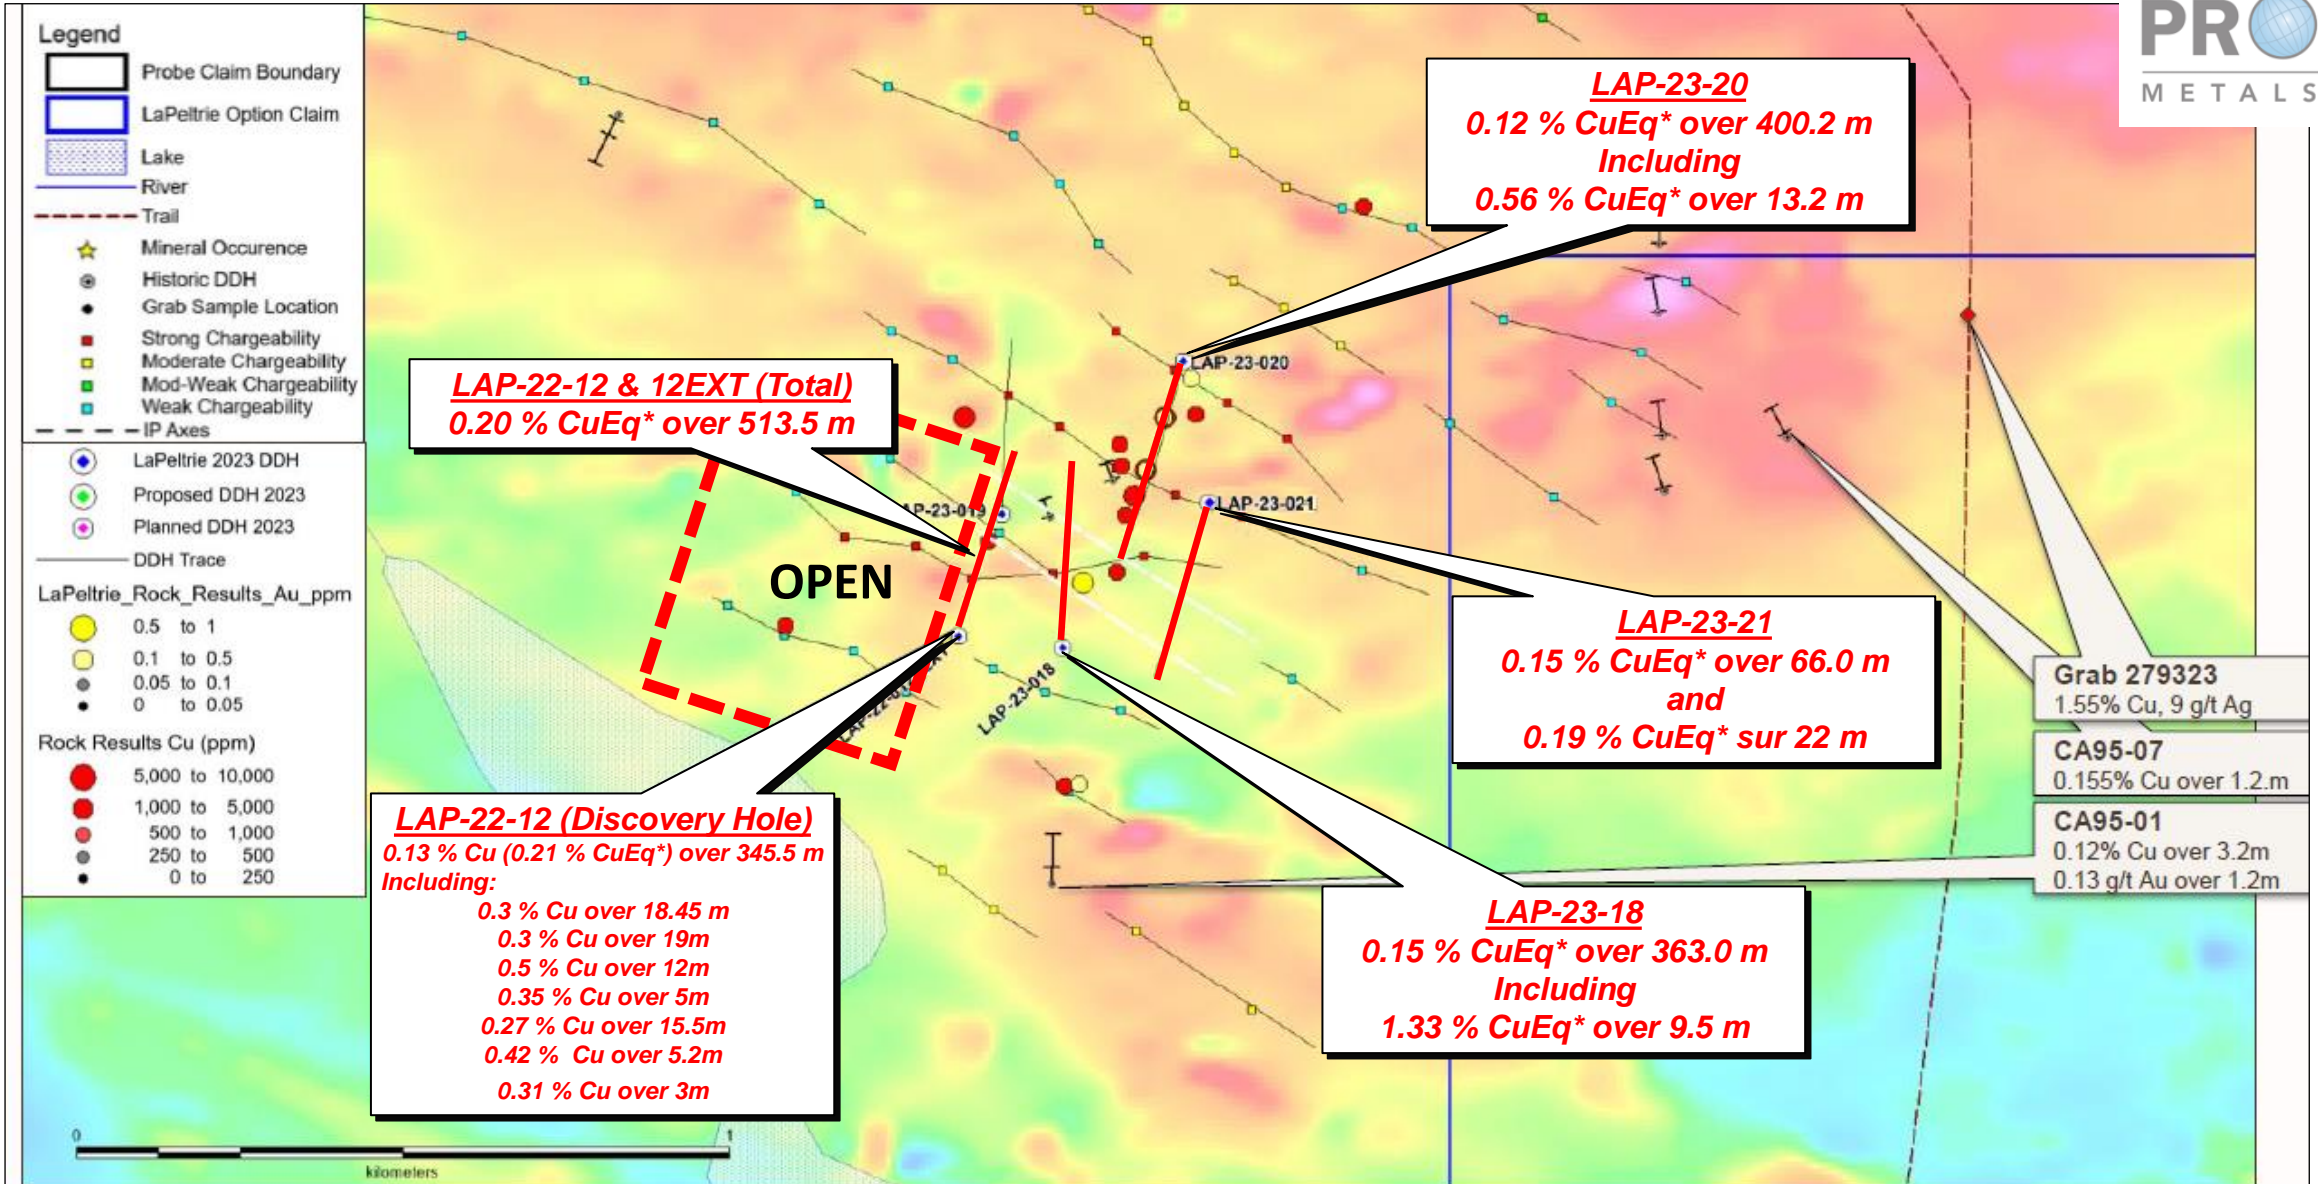 Legend
Probe Claim Boundary
LaPeltrie Option Claim
Lake
River
Trail
Mineral Occurence
Historic DDH
Grab Sample Location
Strong Chargeability
Moderate Chargeability
Mod-Weak Chargeability
Weak Chargeability
IP Axes
LaPeltrie 2023 DDH
Proposed DDH 2023
Planned DDH 2023
DDH Trace
LaPeltrie_Rock_Results_Au_ppm
0.5 to 1
0.1 to 0.5
0.05 to 0.1
0 to 0.05
Rock Results Cu (ppm)
5,000 to 10,000
1,000 to 5,000
500 to 1,000
250 to 500
0 to 250
0 1
kilometers
PRO
METALS
LAP-23-20
0.12 % CuEq* over 400.2 m
Including
0.56 % CuEq* over 13.2 m
LAP-22-12 & 12EXT (Total)
0.20 % CuEq* over 513.5 m
LAP-23-020
LAP-23-021
AP-23-019
OPEN
LAP-23-018
LAP-23-21
0.15 % CuEq* over 66.0 m
and
0.19 % CuEq* sur 22 m
Grab 279323
1.55% Cu, 9 g/t Ag
CA95-07
0.155% Cu over 1.2.m
CA95-01
0.12% Cu over 3.2m
0.13 g/t Au over 1.2m
LAP-22-12 (Discovery Hole)
0.13 % Cu (0.21 % CuEq*) over 345.5 m
Including:
0.3 % Cu over 18.45 m
0.3 % Cu over 19m
0.5 % Cu over 12m
0.35 % Cu over 5m
0.27 % Cu over 15.5m
0.42 % Cu over 5.2m
0.31 % Cu over 3m
LAP-23-18
0.15 % CuEq* over 363.0 m
Including
1.33 % CuEq* over 9.5 m